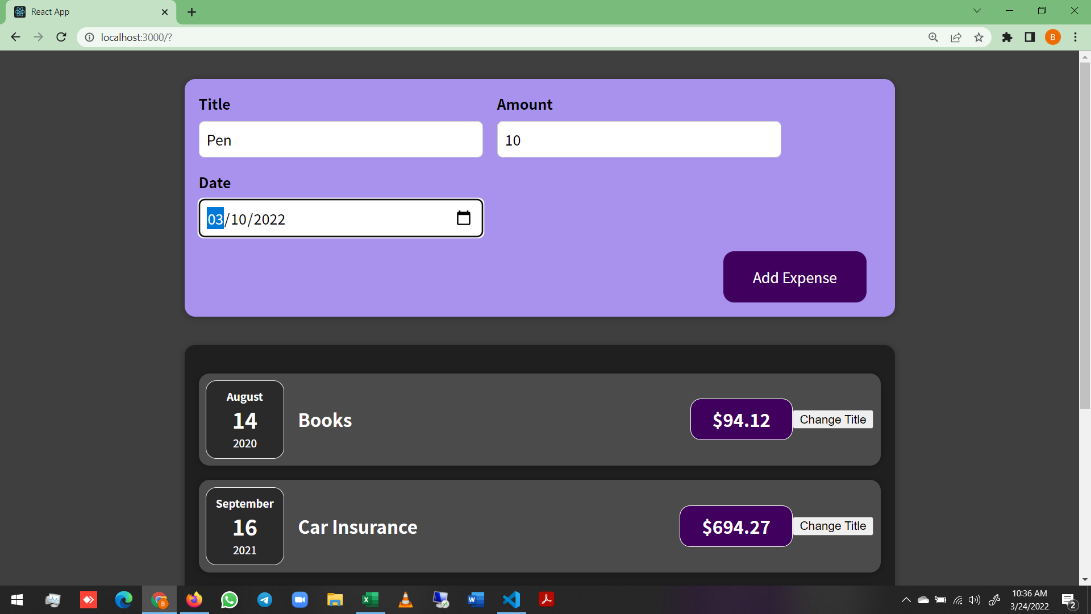 React App
localhost:3000/?
B
Title
Amount
Pen
10
Date
03/10/2022
Add Expense
August
14
2020
Books
$94.12
Change Title
September
16
2021
Car Insurance
$694.27
Change Title
10:36 AM
3/24/2022
2